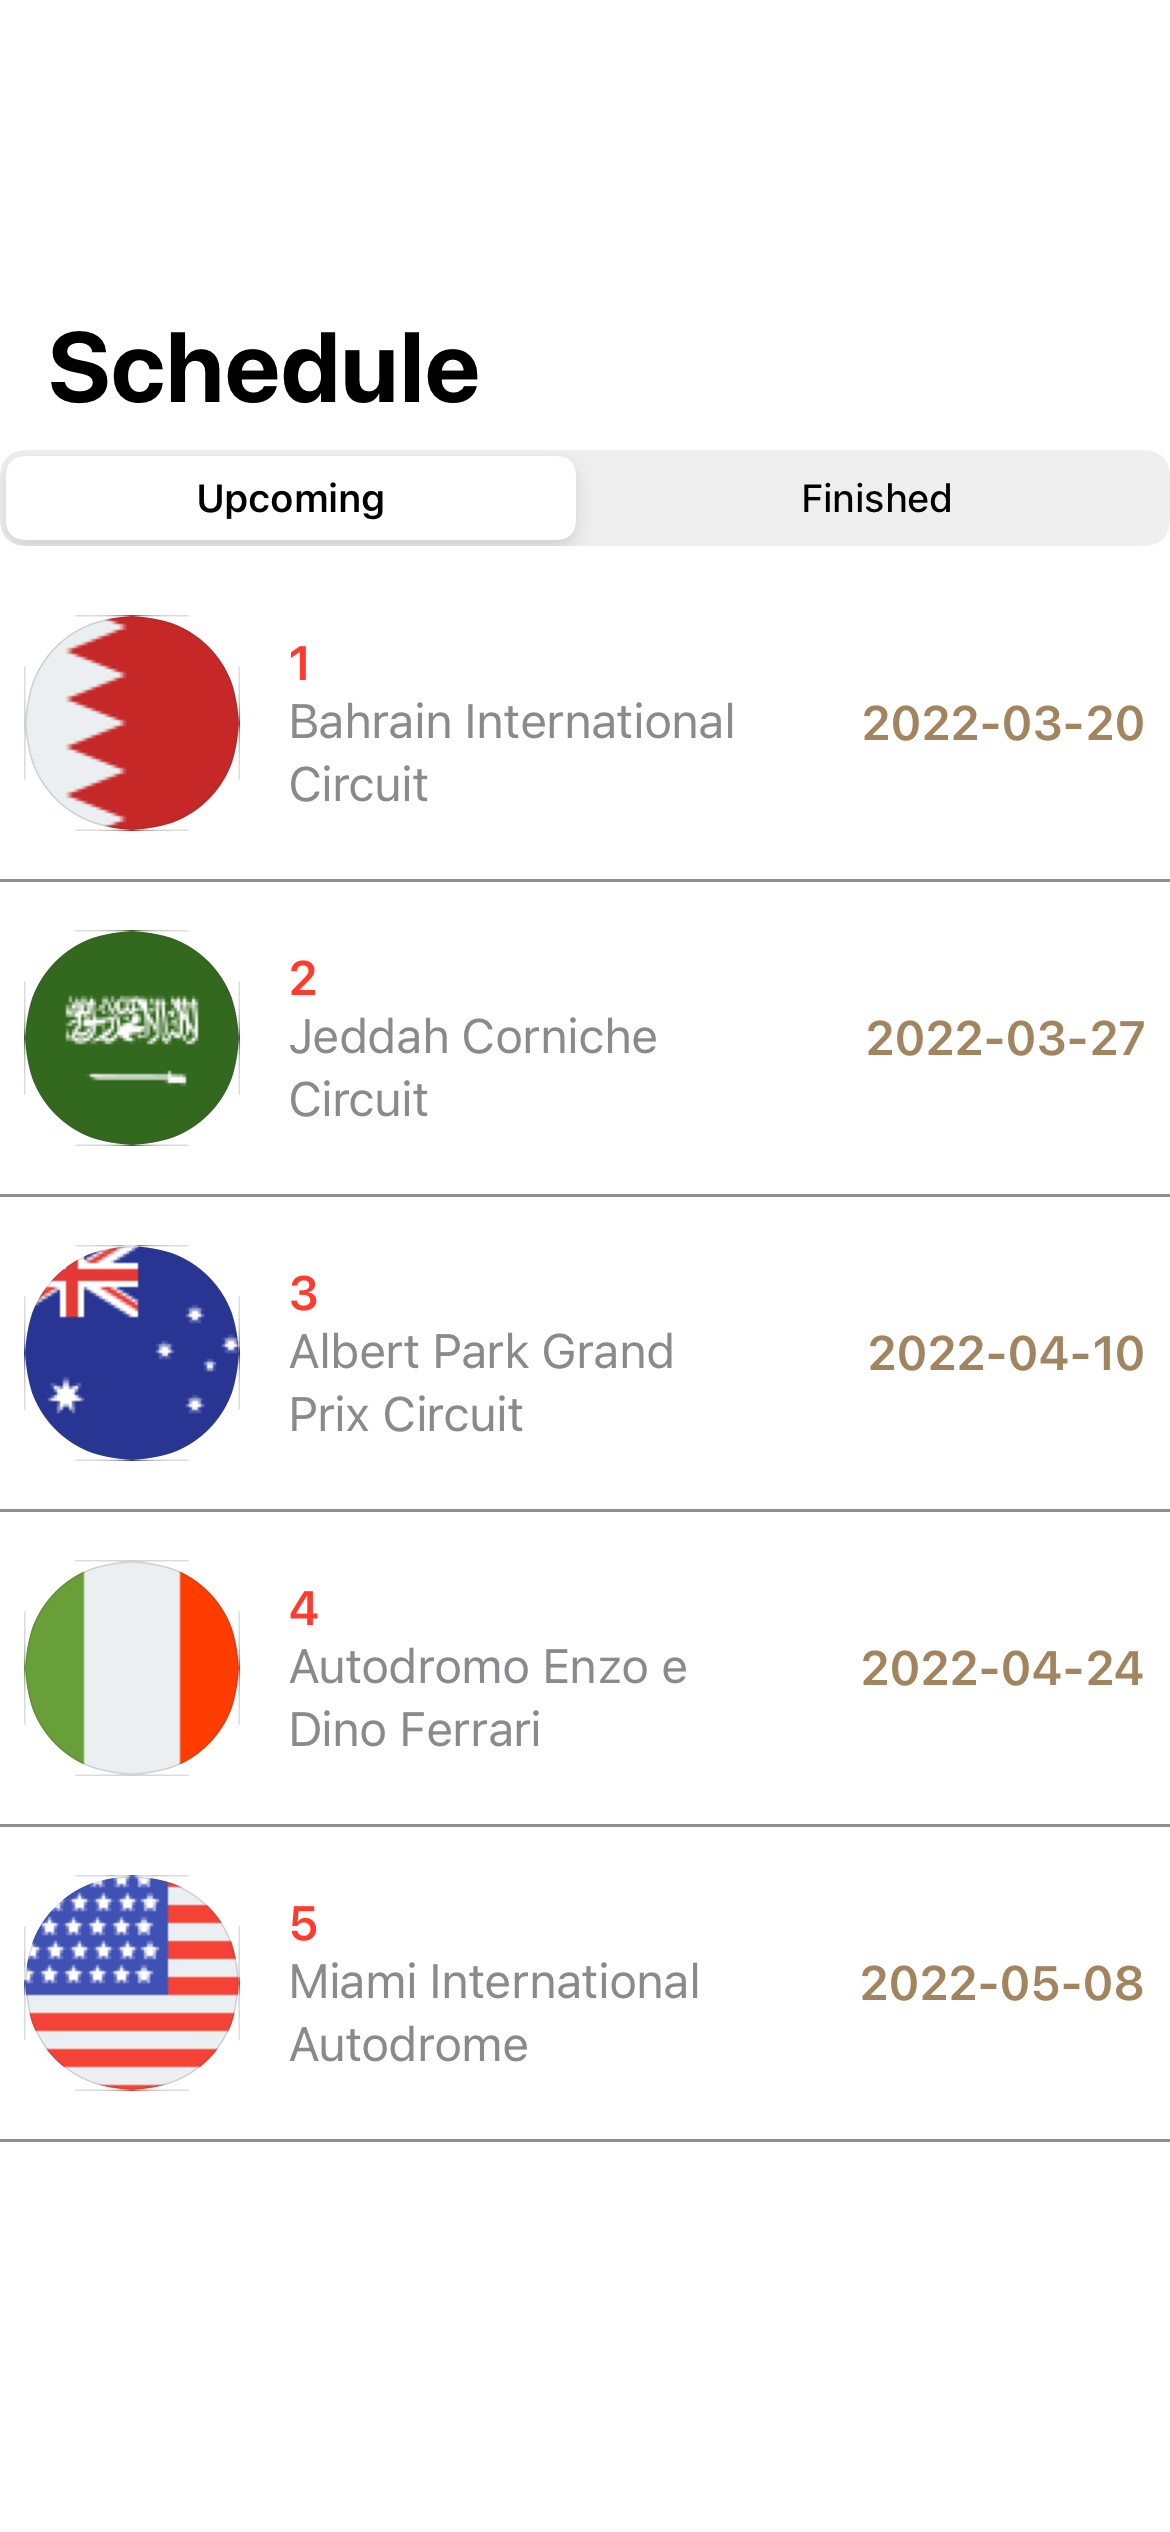 Schedule
Upcoming
Finished
1
Bahrain International
Circuit
2022-03-20
2
Jeddah Corniche
Circuit
2022-03-27
3
Albert Park Grand
Prix Circuit
2022-04-10
4
Autodromo Enzo e
Dino Ferrari
2022-04-24
5
Miami International
Autodrome
2022-05-08